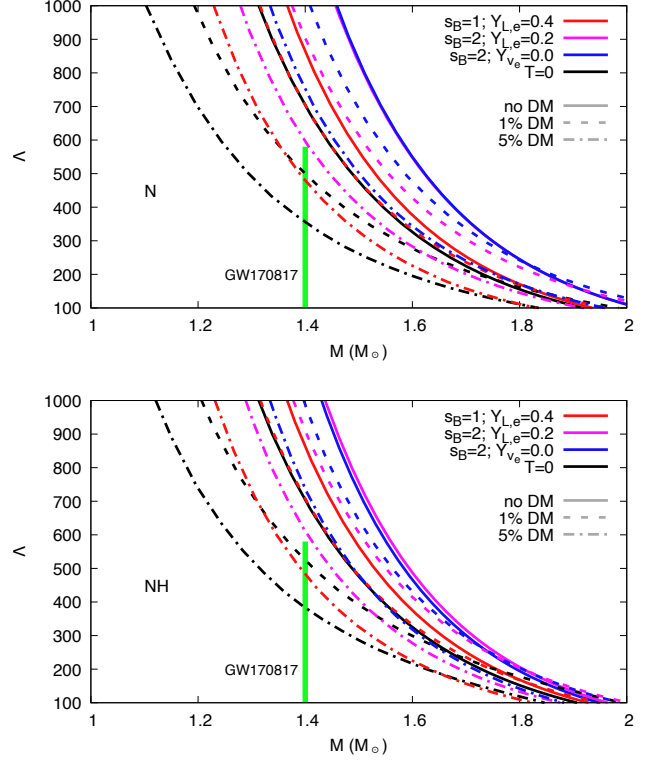 1000
900
800
700
600
500
400
300
200
100
Λ
N
GW170817
s_B=1; Y_L,e=0.4
s_B=2; Y_L,e=0.2
s_B=2; Y_νe=0.0
T=0
no DM
1% DM
5% DM
1
1.2
1.4
1.6
1.8
2
M (M⊙)
1000
900
800
700
600
500
400
300
200
100
Λ
NH
GW170817
s_B=1; Y_L,e=0.4
s_B=2; Y_L,e=0.2
s_B=2; Y_νe=0.0
T=0
no DM
1% DM
5% DM
1
1.2
1.4
1.6
1.8
2
M (M⊙)